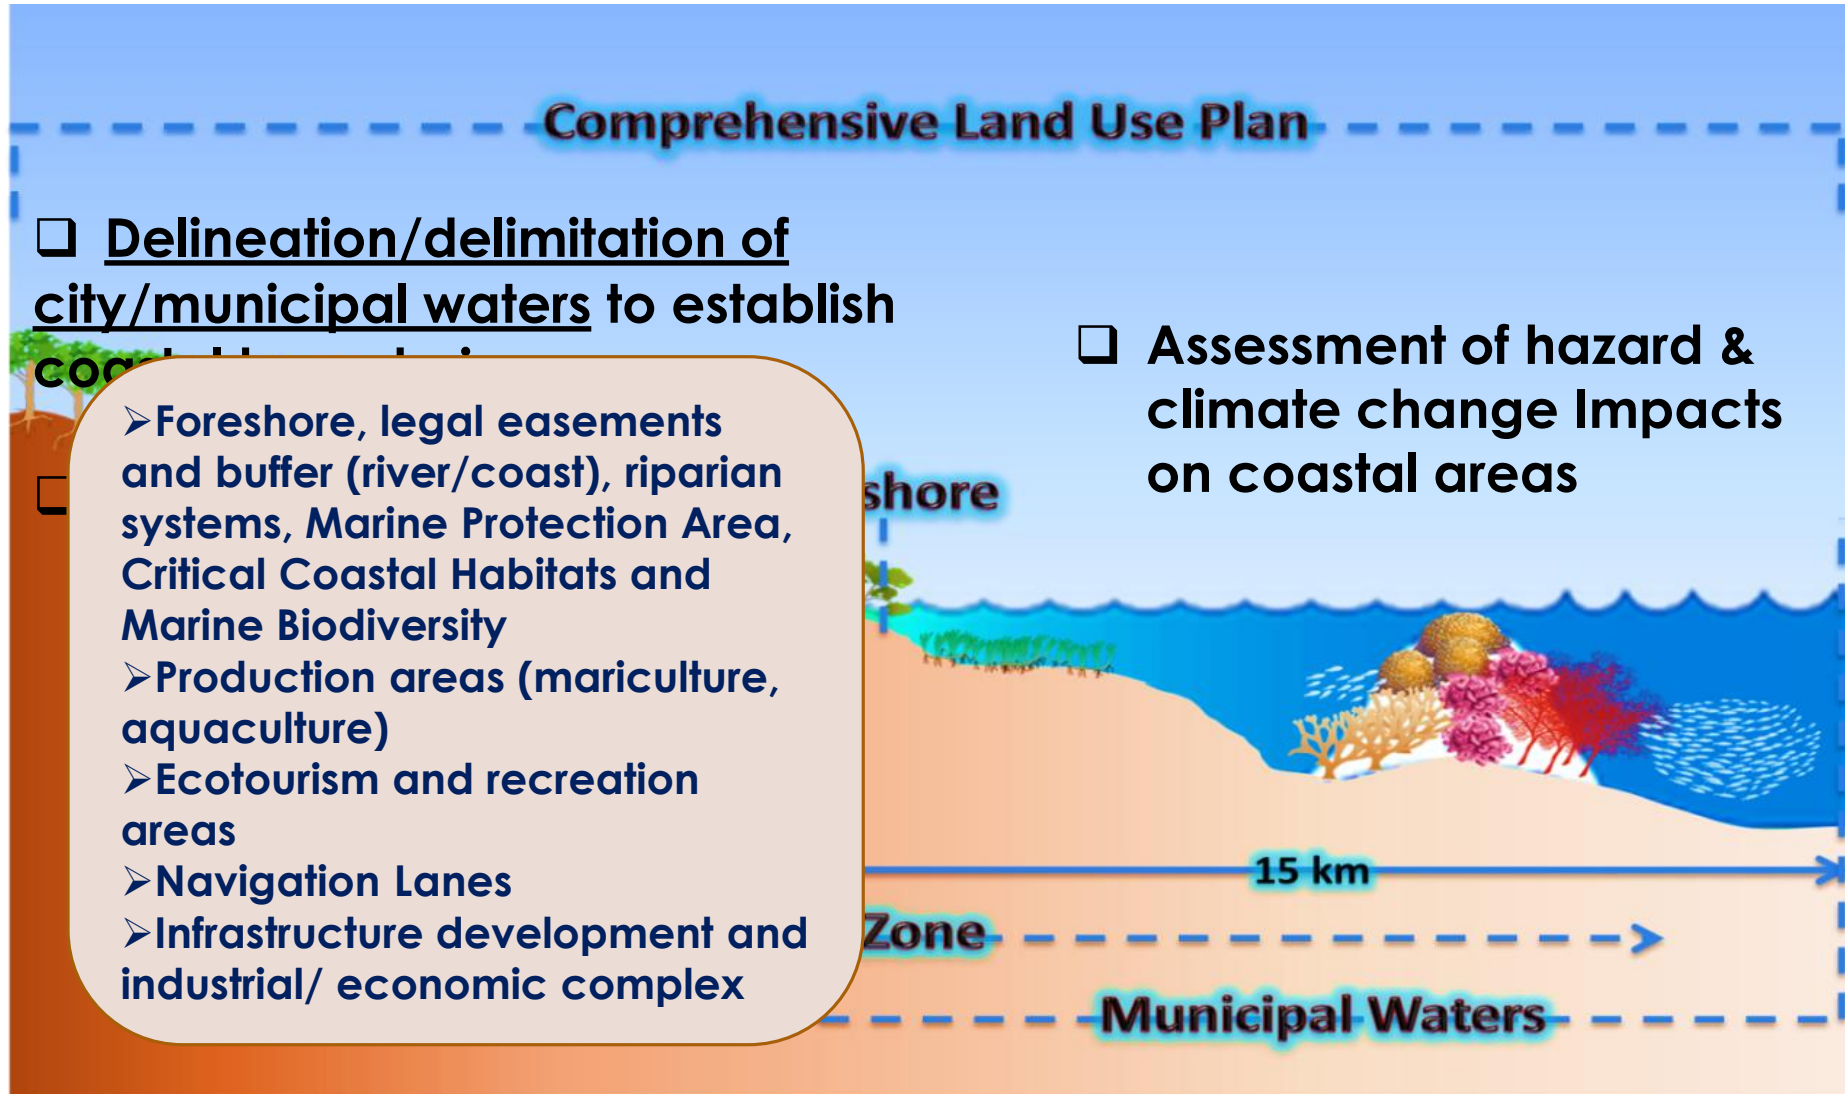 Comprehensive Land Use Plan
❑ Delineation/delimitation of
city/municipal waters to establish
❑ Assessment of hazard &
climate change Impacts
on coastal areas
➢Foreshore, legal easements
and buffer (river/coast), riparian
systems, Marine Protection Area,
Critical Coastal Habitats and
Marine Biodiversity
➢Production areas (mariculture,
aquaculture)
➢Ecotourism and recreation
areas
➢Navigation Lanes
➢Infrastructure development and
industrial/ economic complex
shore
15 km
Zone
Municipal Waters